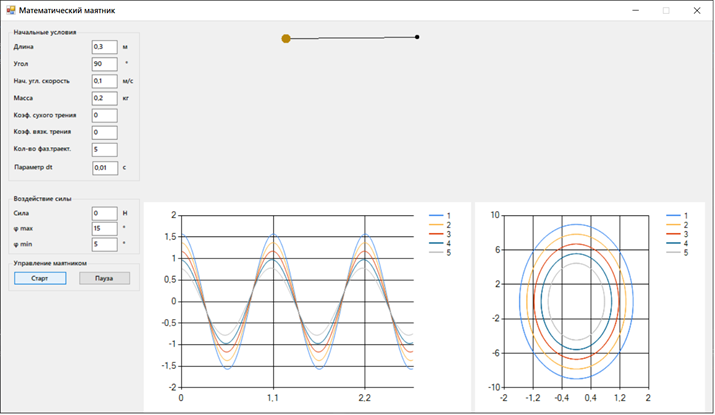 Математический маятник
Начальные условия
Длина 0,3 м
Угол 90 °
Нач. угл. скорость 0,1 м/с
Масса 0,2 кг
Коэф. сухого трения 0
Коэф. вязк. трения 0
Кол-во фаз.траект. 5
Параметр dt 0,01 с
Воздействие силы
Сила 0 Н
φ max 15 °
φ min 5 °
Управление маятником
Старт Пауза
2
1,5
1
0,5
0
-0,5
-1
-1,5
-2
0 1,1 2,2
1
2
3
4
5
10
6
2
-2
-6
-10
-2 -1,2 -0,4 0,4 1,2 2
1
2
3
4
5